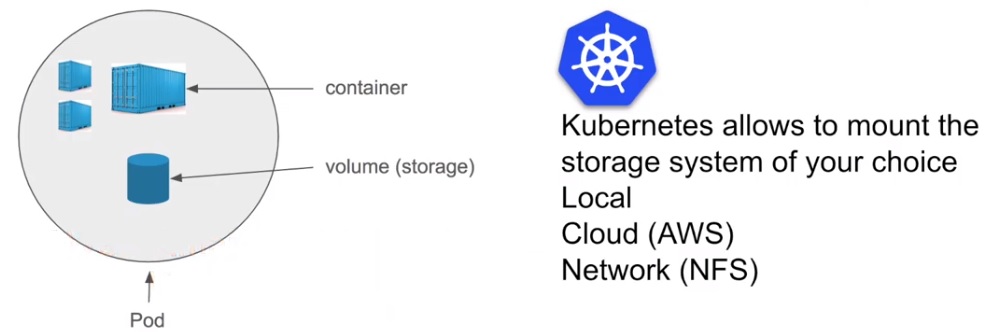 container
volume (storage)
Pod
Kubernetes allows to mount the
storage system of your choice
Local
Cloud (AWS)
Network (NFS)